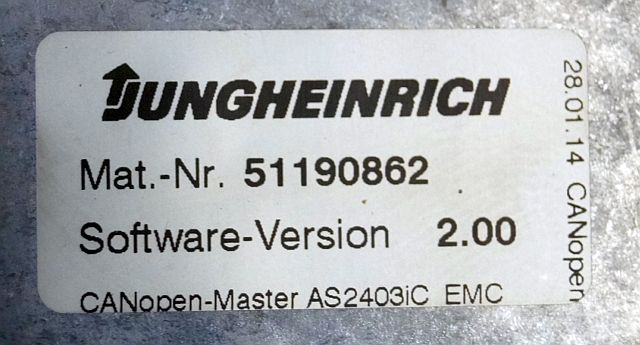 JUNGHEINRICH
Mat.-Nr. 51190862
Software-Version 2.00
CANopen-Master AS2403iC EMC
28.01.14 CANopen